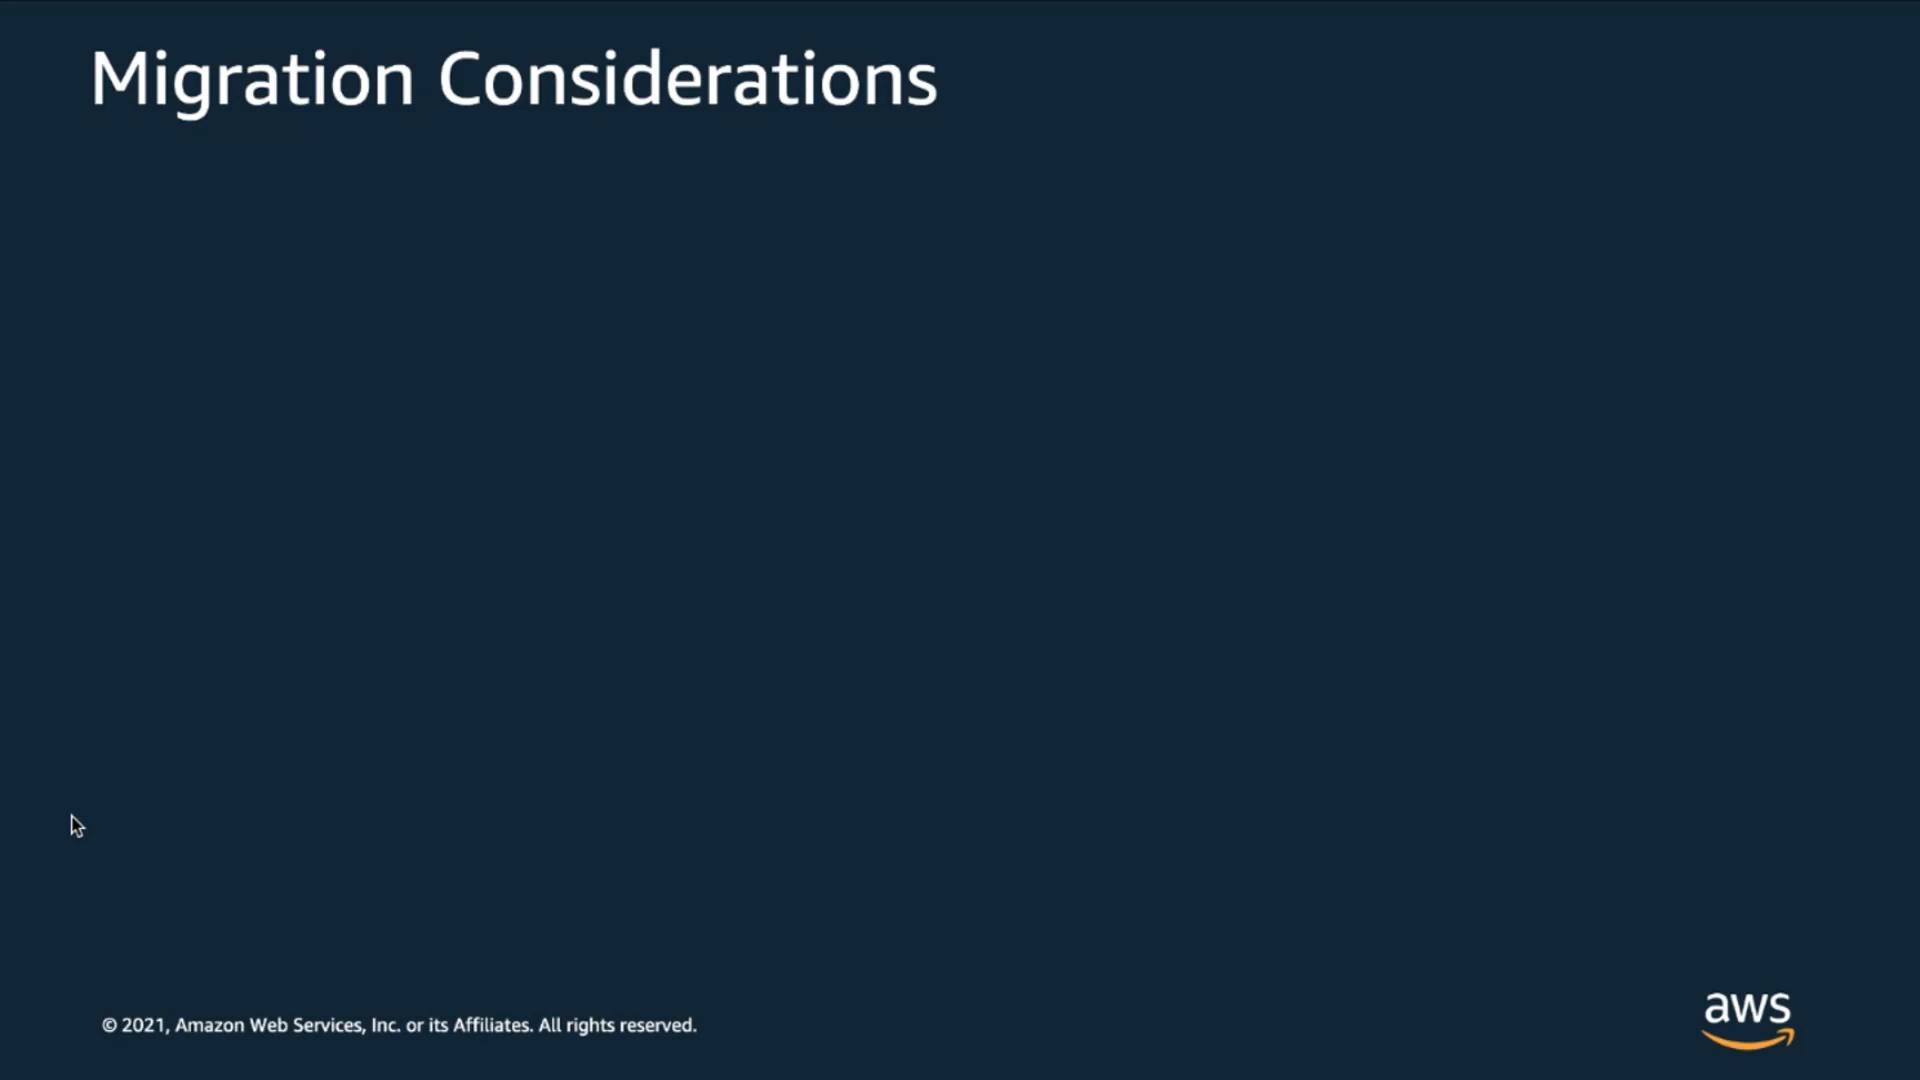 Migration Considerations
© 2021, Amazon Web Services, Inc. or its Affiliates. All rights reserved.
aws